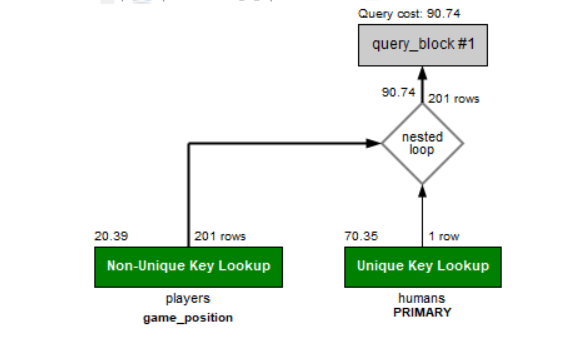 Query cost: 90.74
query_block #1
90.74
201 rows
nested
loop
20.39
201 rows
70.35
1 row
Non-Unique Key Lookup
Unique Key Lookup
players
game_position
humans
PRIMARY